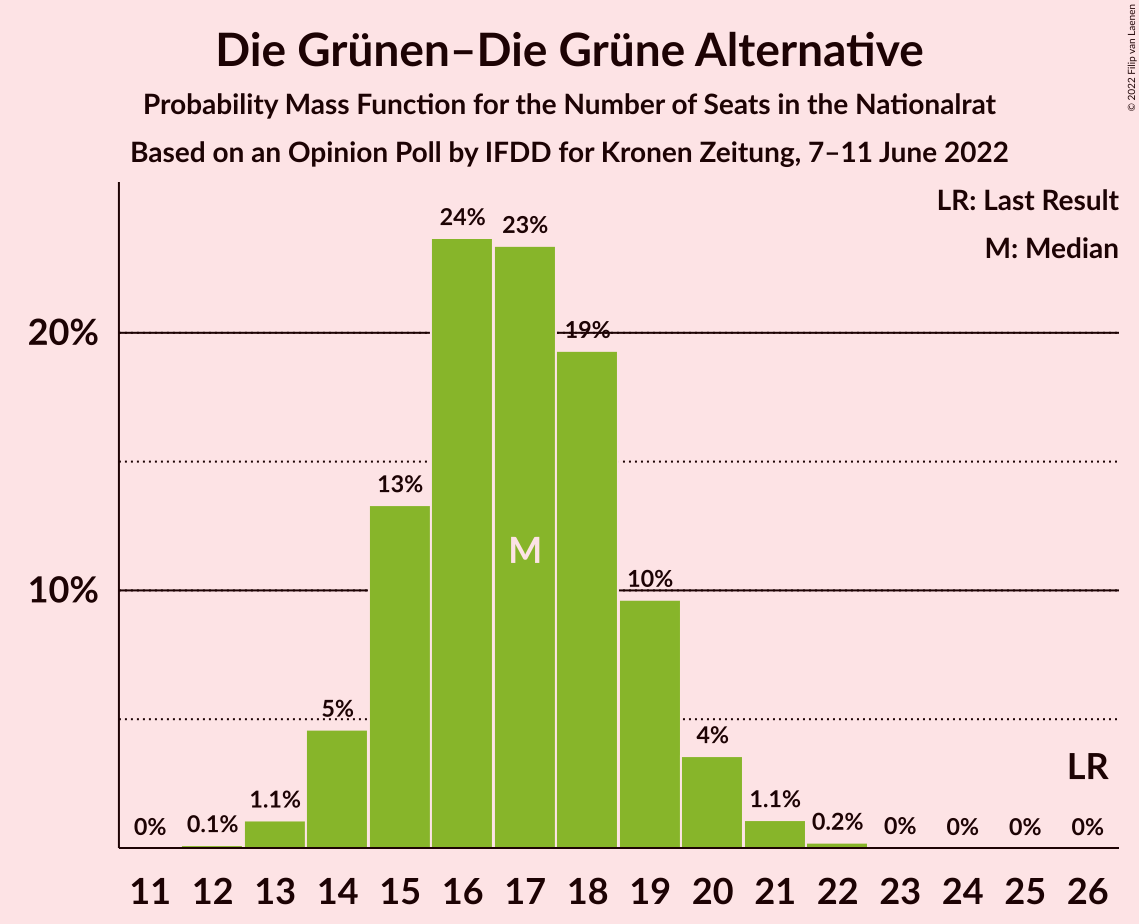 Die Grünen–Die Grüne Alternative
Probability Mass Function for the Number of Seats in the Nationalrat
Based on an Opinion Poll by IFDD for Kronen Zeitung, 7–11 June 2022
© 2022 Filip van Laenen
LR: Last Result
M: Median
20%
10%
0%
0.1%
1.1%
5%
13%
24%
23%
19%
10%
4%
1.1%
0.2%
0%
0%
0%
0%
M
LR
11 12 13 14 15 16 17 18 19 20 21 22 23 24 25 26